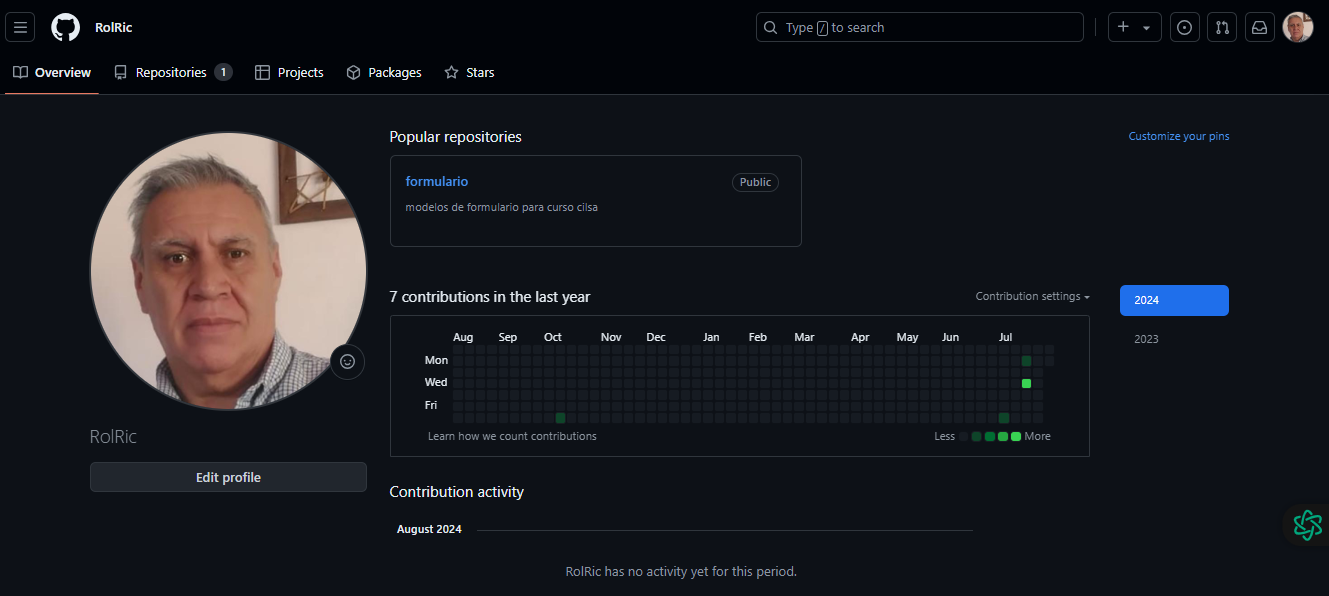 RolRic
Type / to search
Overview
Repositories 1
Projects
Packages
Stars
Popular repositories
Customize your pins
formulario
Public
modelos de formulario para curso cilsa
7 contributions in the last year
Contribution settings
2024
2023
Aug Sep Oct Nov Dec Jan Feb Mar Apr May Jun Jul
Mon
Wed
Fri
Learn how we count contributions
Less More
RolRic
Edit profile
Contribution activity
August 2024
RolRic has no activity yet for this period.